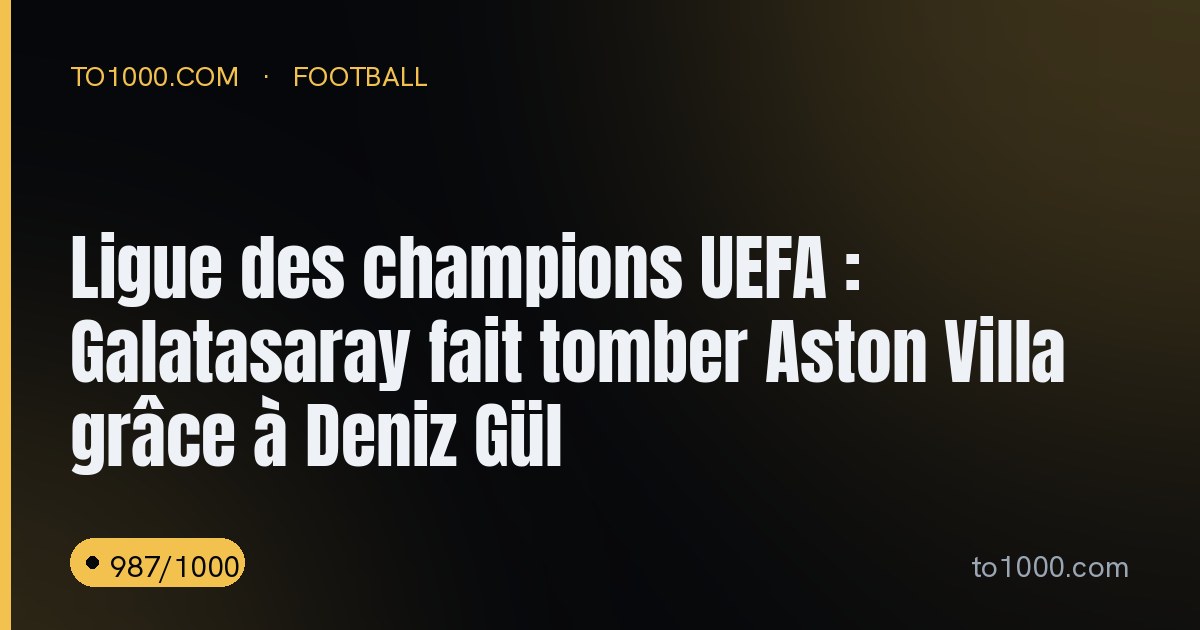 TO1000.COM · FOOTBALL
Ligue des champions UEFA :
Galatasaray fait tomber Aston Villa
grâce à Deniz Gül
987/1000
to1000.com